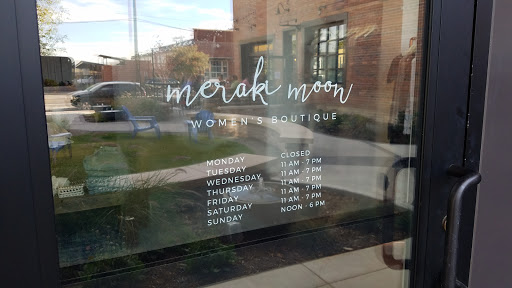 meraki moon
WOMEN'S BOUTIQUE
MONDAY CLOSED
TUESDAY 11 AM - 7 PM
WEDNESDAY 11 AM - 7 PM
THURSDAY 11 AM - 7 PM
FRIDAY 11 AM - 7 PM
SATURDAY 11 AM - 7 PM
SUNDAY NOON - 6 PM